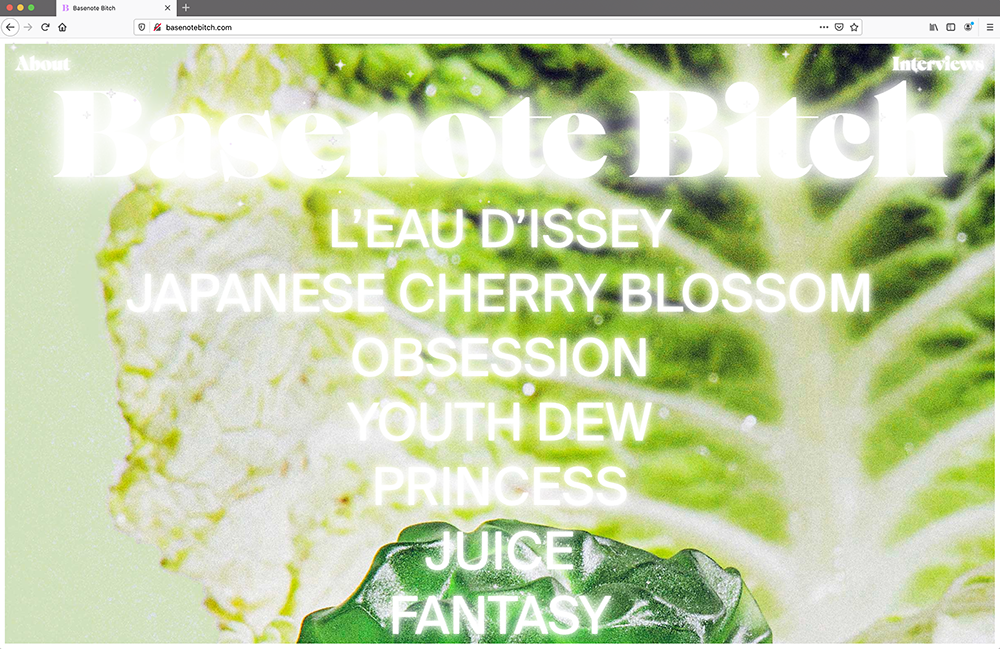 Basenote Bitch
basenotebitch.com
About
Interviews
Basenote Bitch
L’EAU D’ISSEY
JAPANESE CHERRY BLOSSOM
OBSESSION
YOUTH DEW
PRINCESS
JUICE
FANTASY